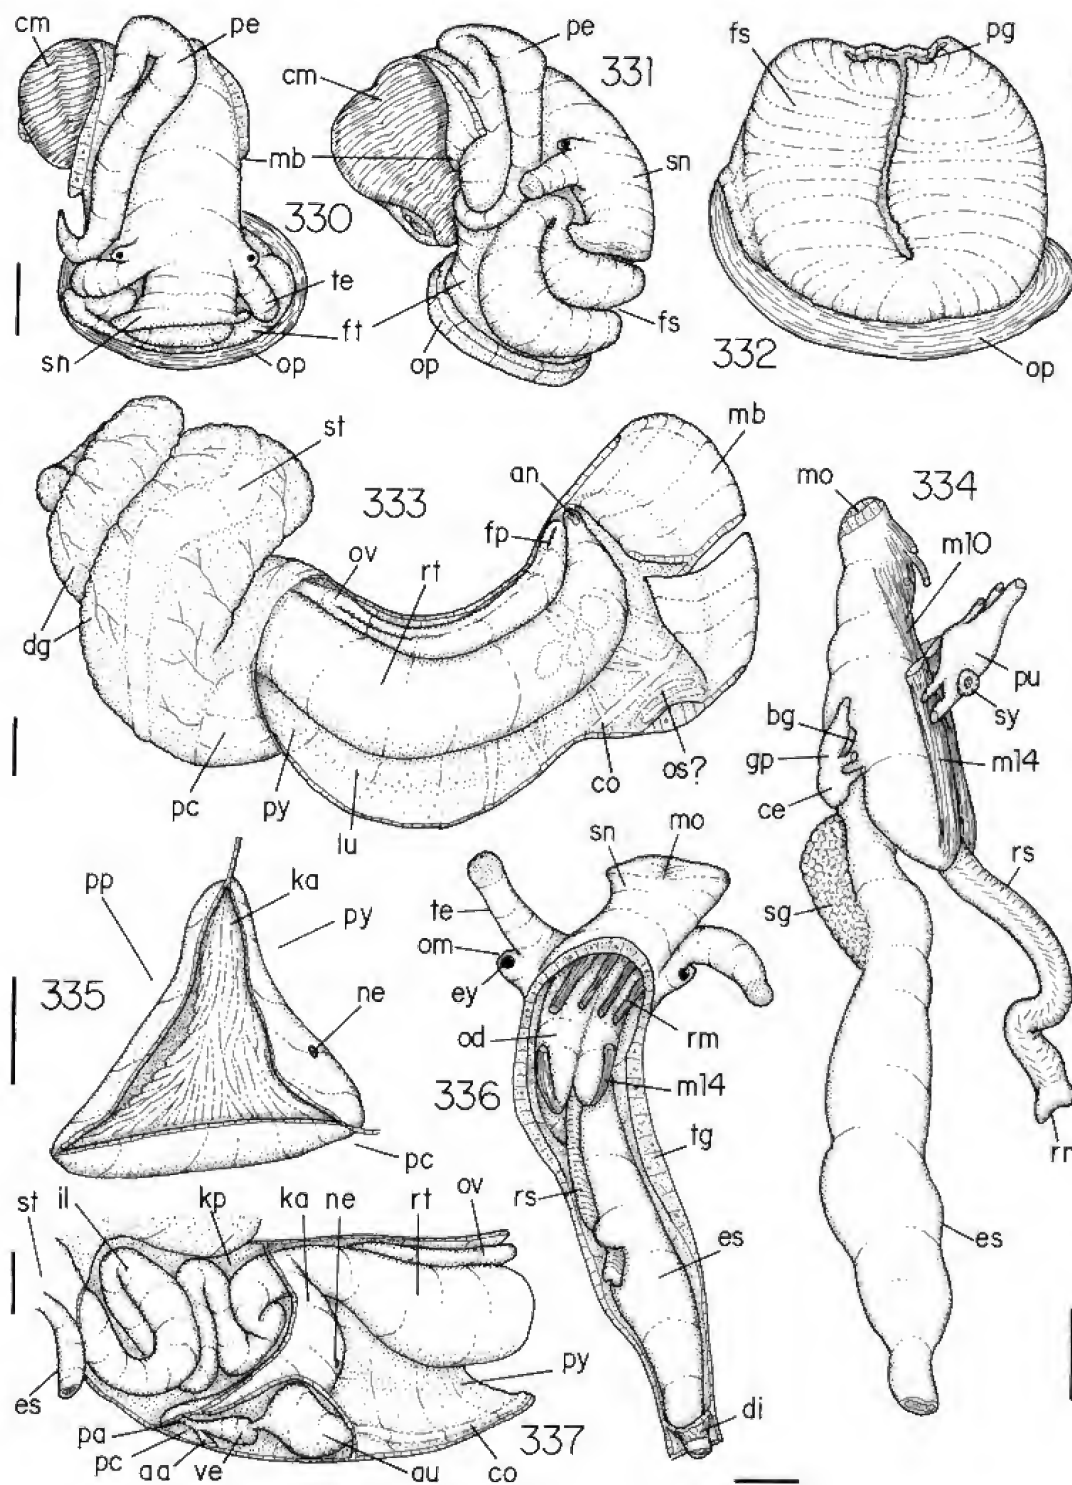 cm
pe
mb
330
te
ft
sn
op
pe
cm
331
sn
fs
op
fs
pg
332
op
st
333
an
mb
fp
ov
rt
dg
pc
py
lu
co
os?
mo
334
m10
pu
sy
bg
gp
m14
ce
sg
rs
rn
es
pp
ka
py
335
ne
pc
sn
mo
te
om
ey
od
rm
336
m14
tg
rs
es
di
st
il
kp
ka
ne
rt
ov
py
es
pa
pc
aa
ve
au
co
337